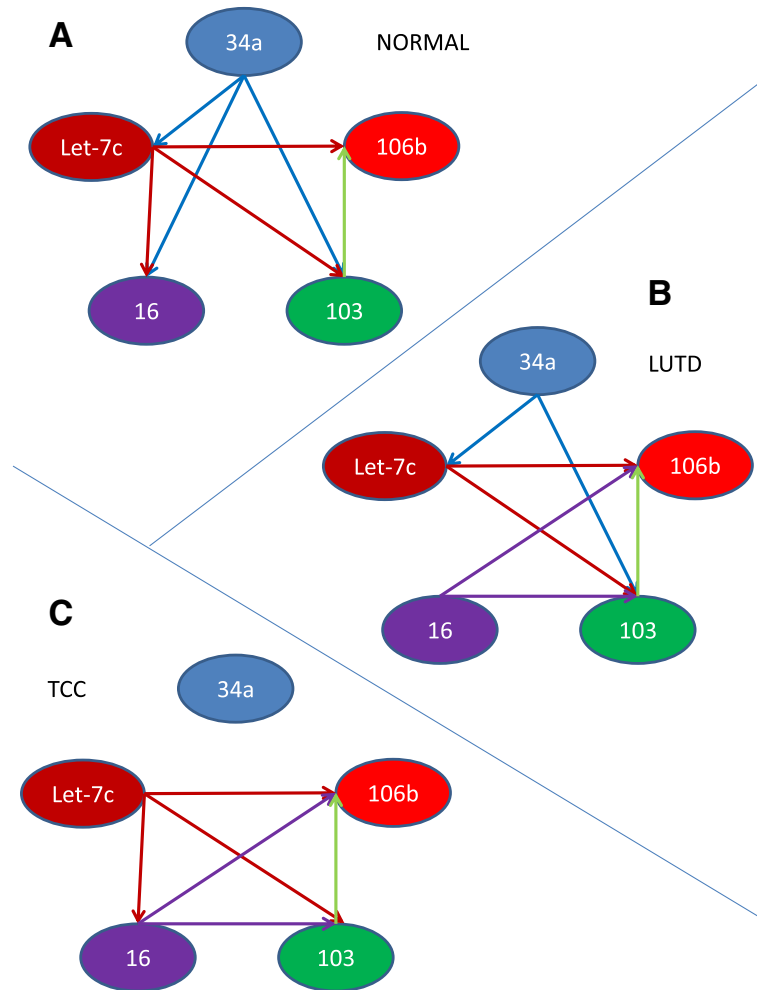 A
34a
NORMAL
Let-7c
106b
16
103
B
34a
LUTD
Let-7c
106b
16
103
C
TCC
34a
Let-7c
106b
16
103